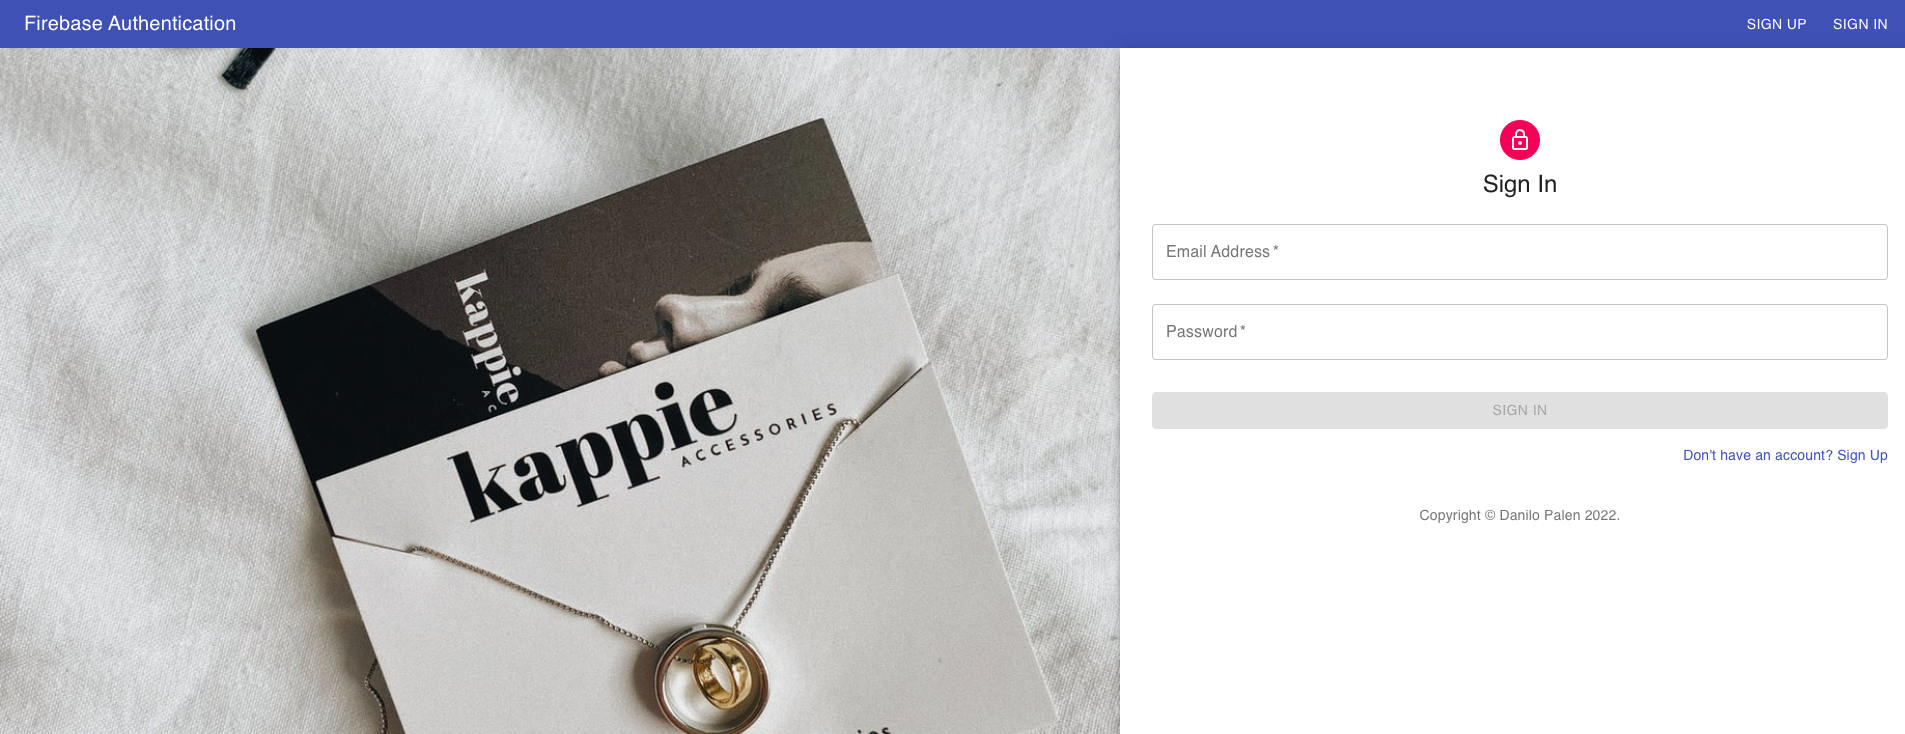 Firebase Authentication
SIGN UP
SIGN IN
kappie
kappie
ACCESSORIES
Sign In
Email Address *
Password *
SIGN IN
Don't have an account? Sign Up
Copyright © Danilo Palen 2022.